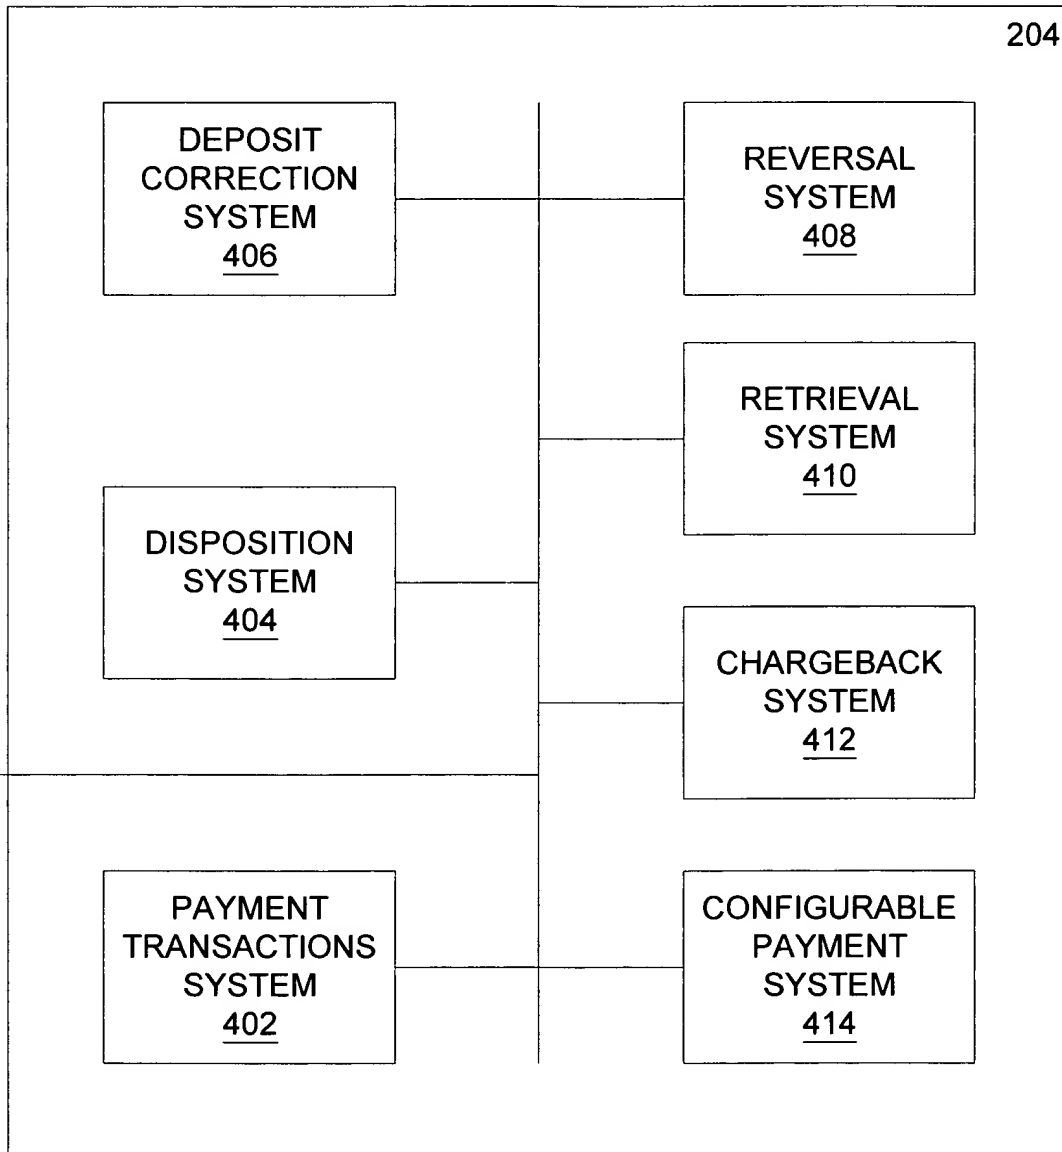 204
DEPOSIT
CORRECTION
SYSTEM
406
REVERSAL
SYSTEM
408
RETRIEVAL
SYSTEM
410
DISPOSITION
SYSTEM
404
CHARGEBACK
SYSTEM
412
PAYMENT
TRANSACTIONS
SYSTEM
402
CONFIGURABLE
PAYMENT
SYSTEM
414